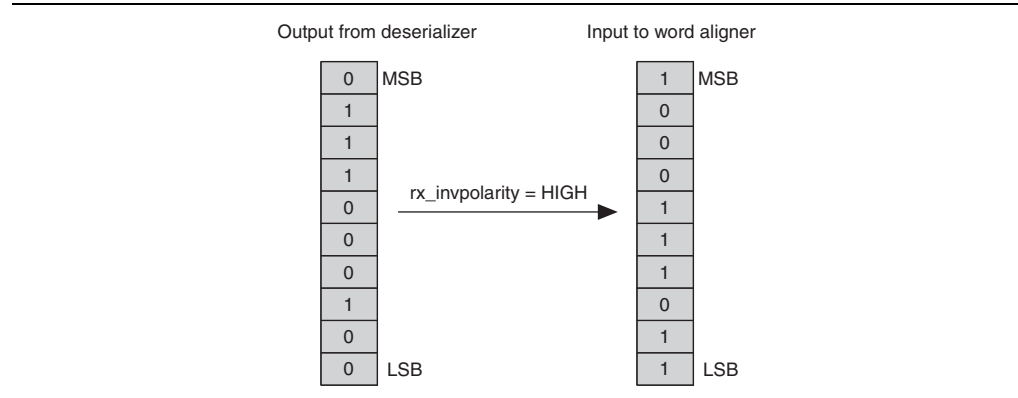 Output from deserializer Input to word aligner
0 MSB 1 MSB
1 0
1 0
1 0
0 rx_invpolarity = HIGH 1
0 1
0 1
1 0
0 1
0 LSB 1 LSB